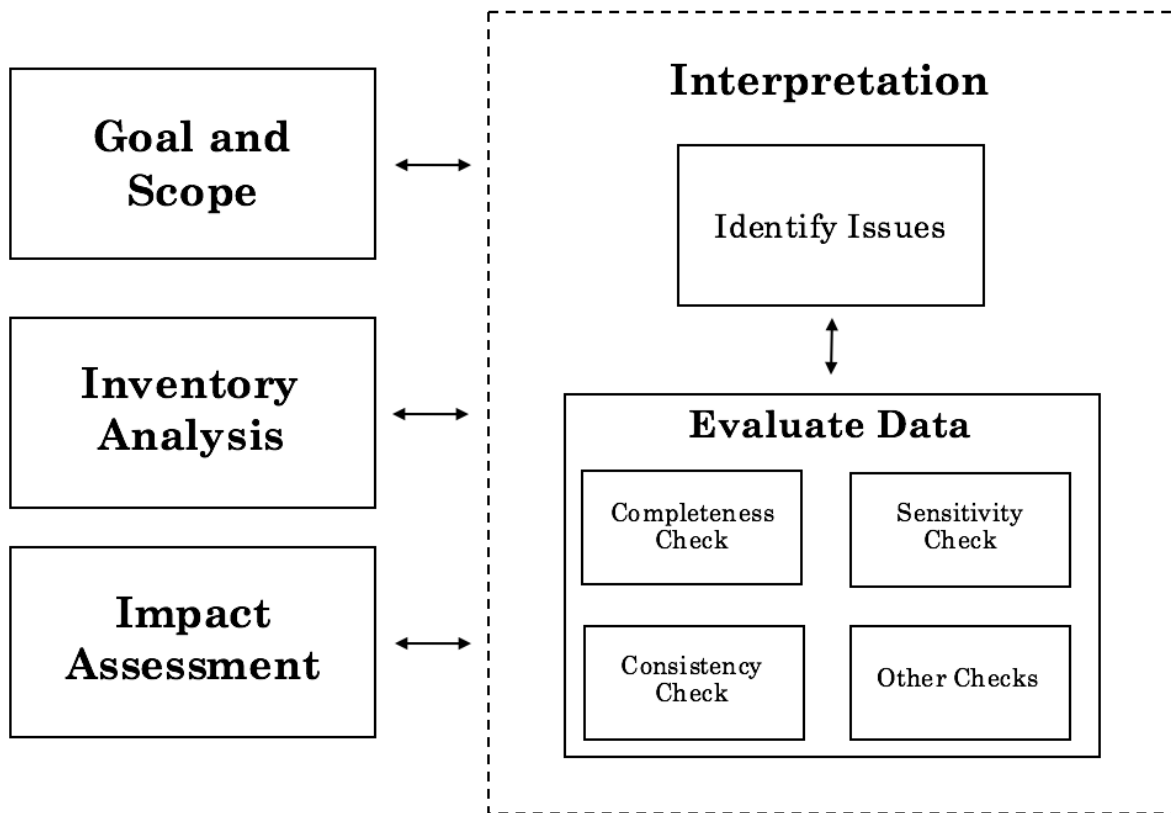 Goal and
Scope
Inventory
Analysis
Impact
Assessment
Interpretation
Identify Issues
Evaluate Data
Completeness
Check
Sensitivity
Check
Consistency
Check
Other Checks